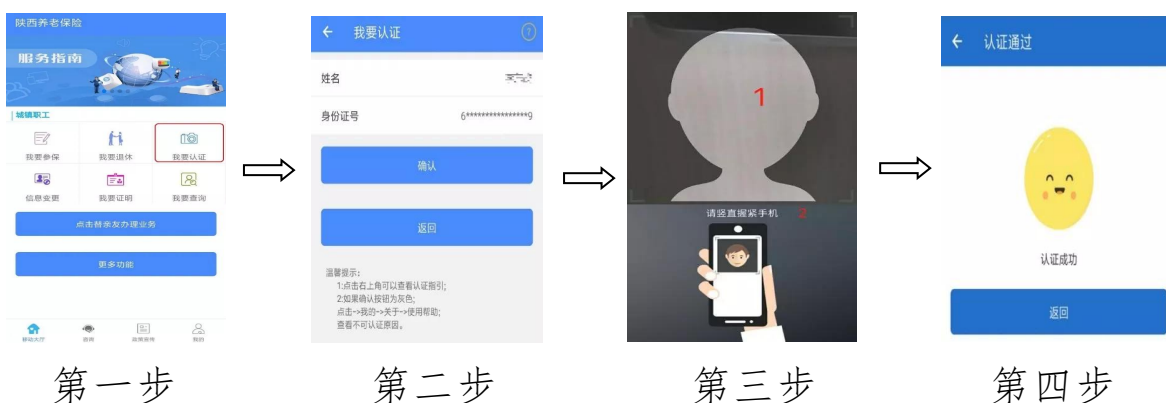 陕西养老保险
服务指南
城镇职工
我要参保 我要退休 我要认证
信息变更 我要证明 我要查询
点击替亲友办理业务
更多功能
移动大厅 我的
第一步
我要认证 ?
姓名
身份证号 6****************9
确认
返回
温馨提示：
1:点击右上角可以查看认证指引;
2:如果确认按钮为灰色;
点击->我的->关于->使用帮助;
查看不可认证原因。
第二步
1
请竖直握紧手机 2
第三步
认证通过
认证成功
返回
第四步